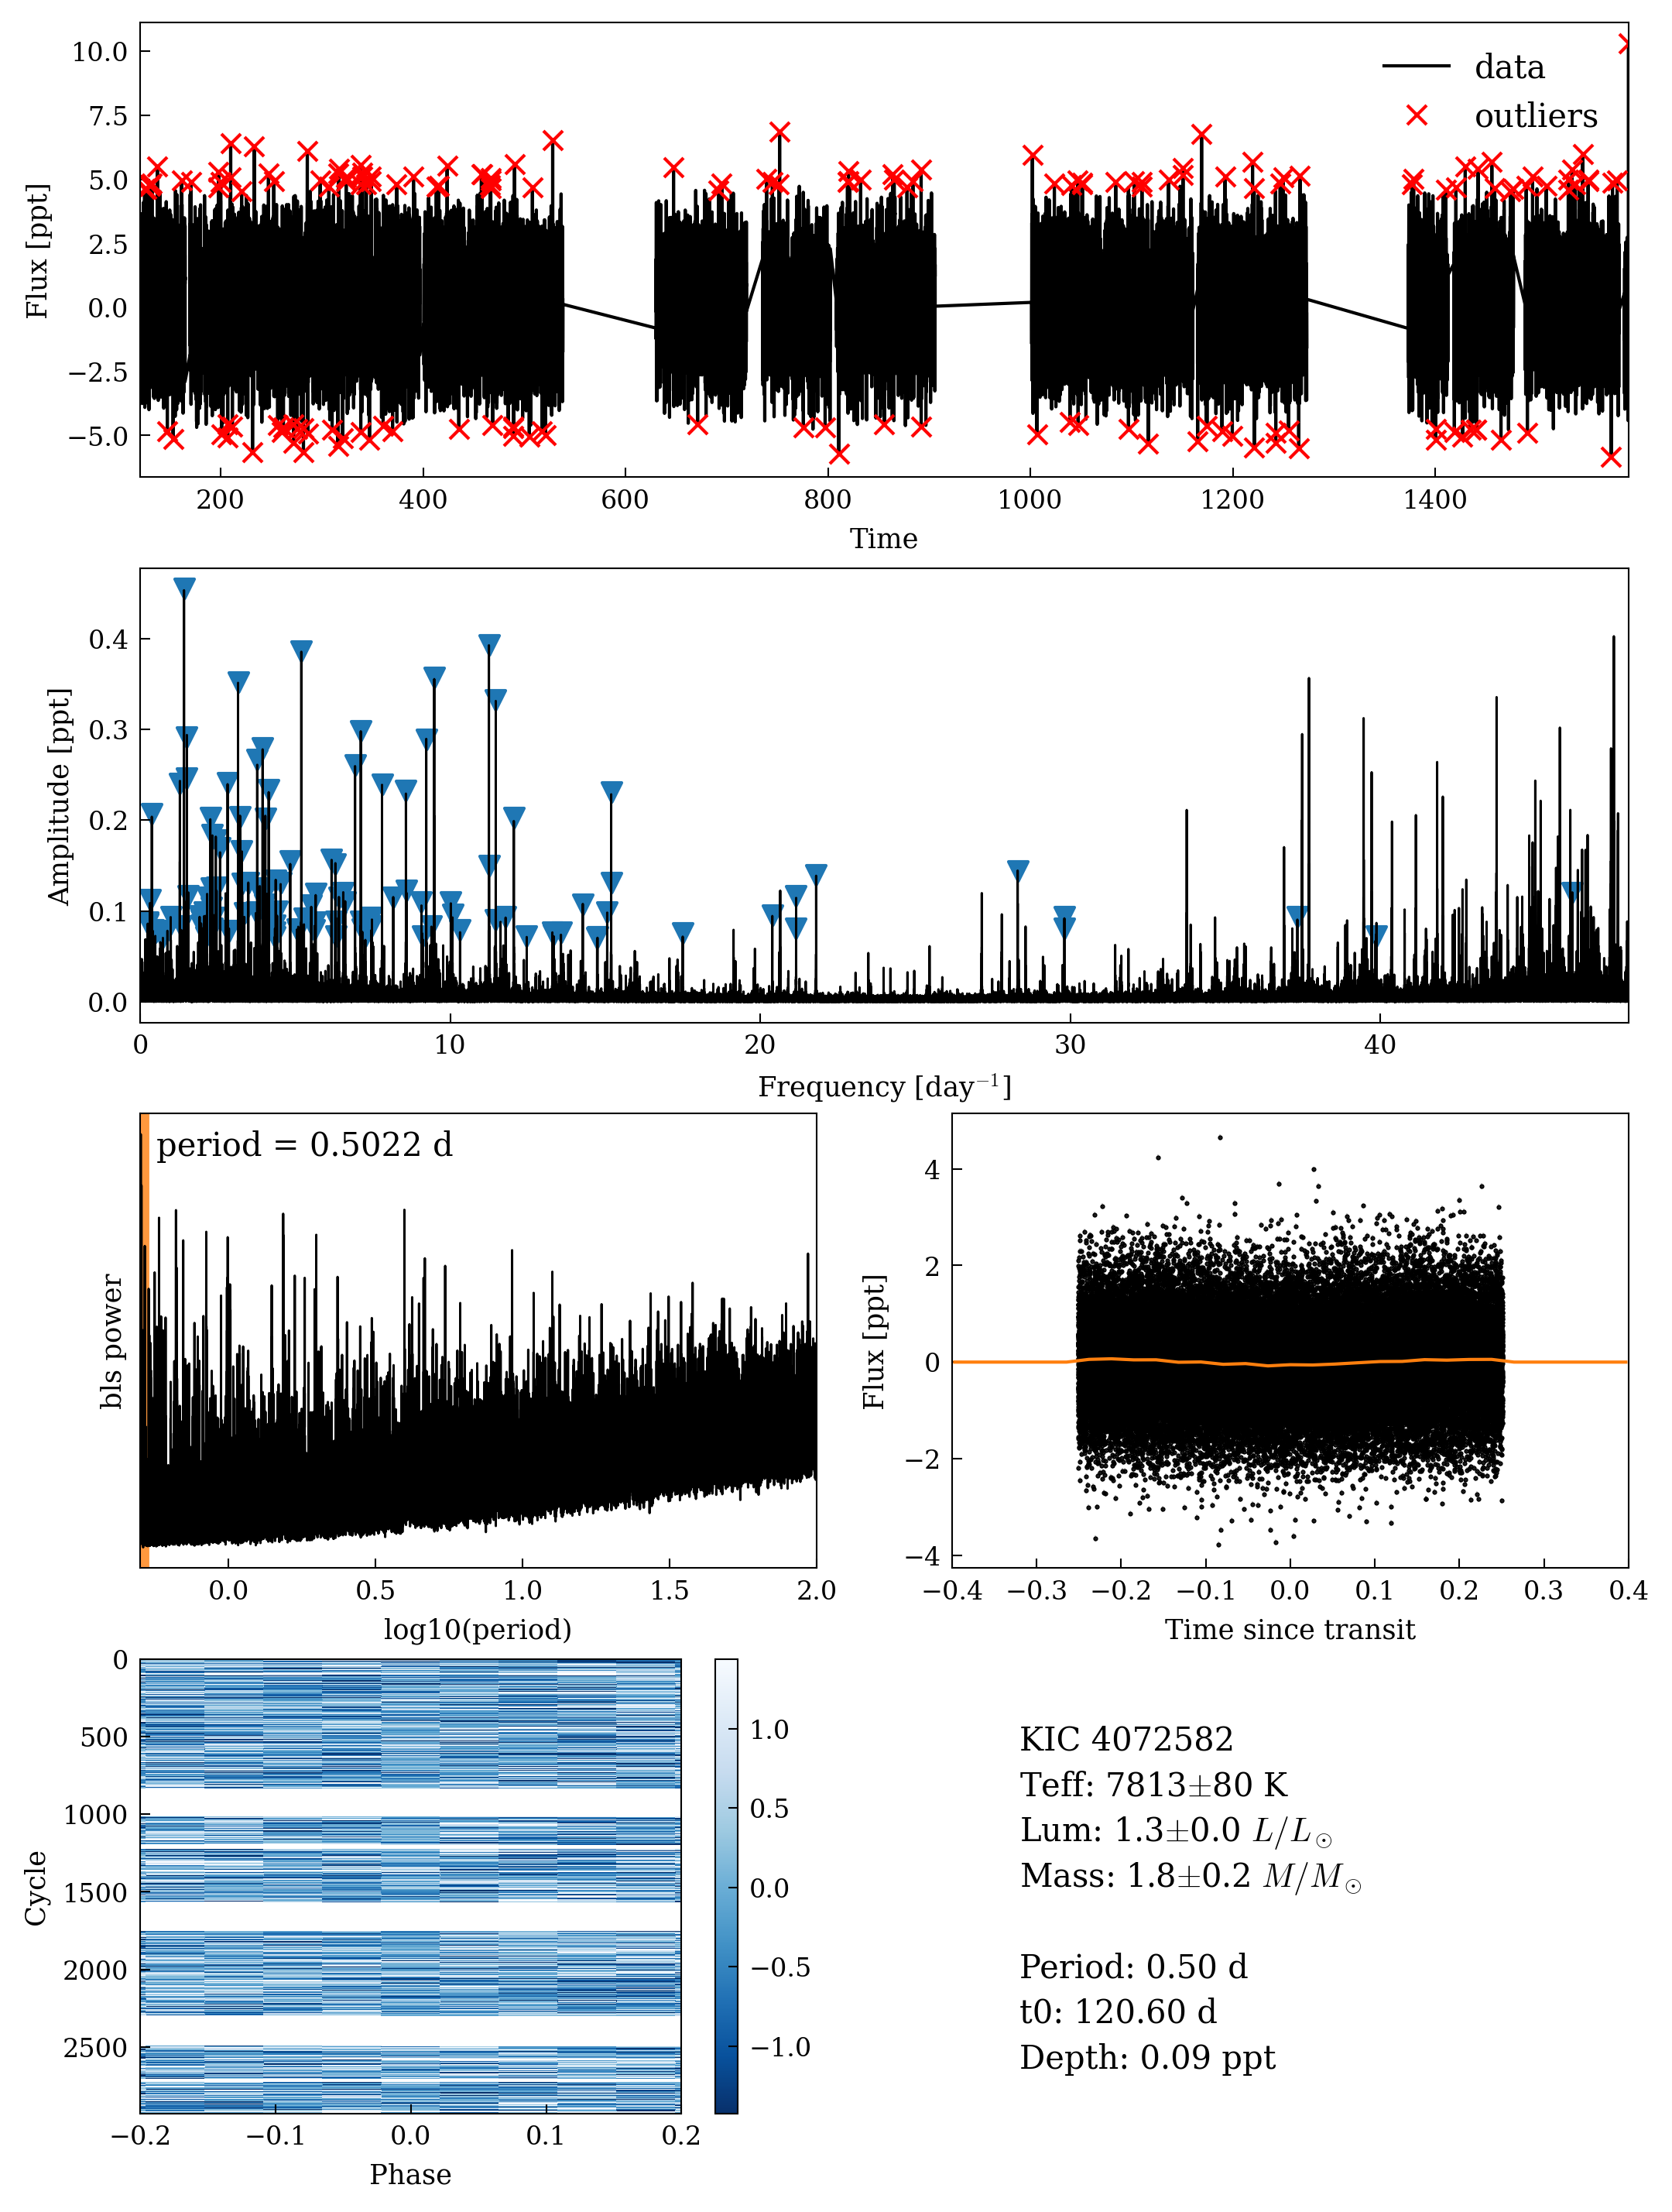 10.0
7.5
5.0
2.5
0.0
−2.5
−5.0
Flux [ppt]
data
outliers
200 400 600 800 1000 1200 1400
Time
0.4
0.3
0.2
0.1
0.0
Amplitude [ppt]
0 10 20 30 40
Frequency [day⁻¹]
period = 0.5022 d
bls power
0.0 0.5 1.0 1.5 2.0
log10(period)
4
2
0
−2
−4
Flux [ppt]
−0.4 −0.3 −0.2 −0.1 0.0 0.1 0.2 0.3 0.4
Time since transit
0
500
1000
1500
2000
2500
Cycle
−0.2 −0.1 0.0 0.1 0.2
Phase
1.0
0.5
0.0
−0.5
−1.0
KIC 4072582
Teff: 7813±80 K
Lum: 1.3±0.0 L/L☉
Mass: 1.8±0.2 M/M☉
Period: 0.50 d
t0: 120.60 d
Depth: 0.09 ppt